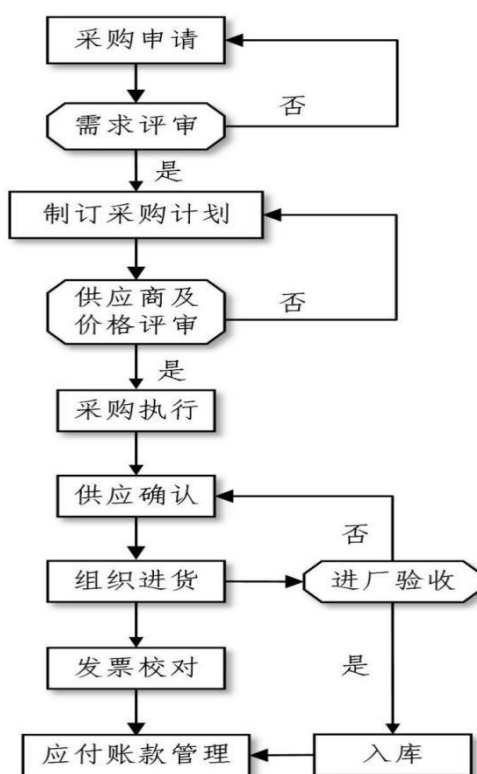 采购申请
否
需求评审
是
制订采购计划
供应商及
价格评审
否
是
采购执行
供应确认
否
组织进货
进厂验收
发票校对
是
应付账款管理
入库